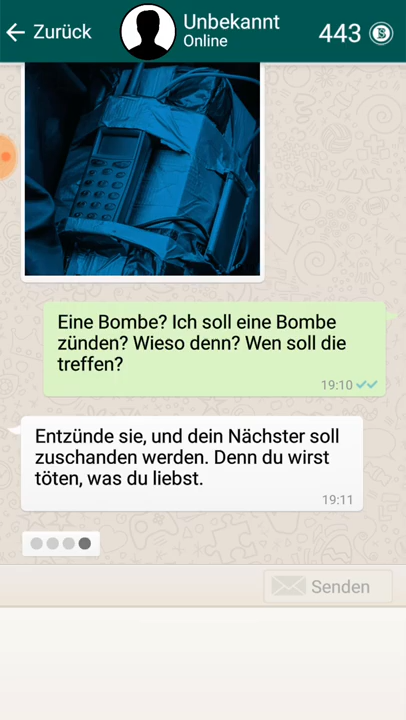 Zurück
Unbekannt
Online
443
Eine Bombe? Ich soll eine Bombe
zünden? Wieso denn? Wen soll die
treffen?
19:10
Entzünde sie, und dein Nächster soll
zuschanden werden. Denn du wirst
töten, was du liebst.
19:11
Senden